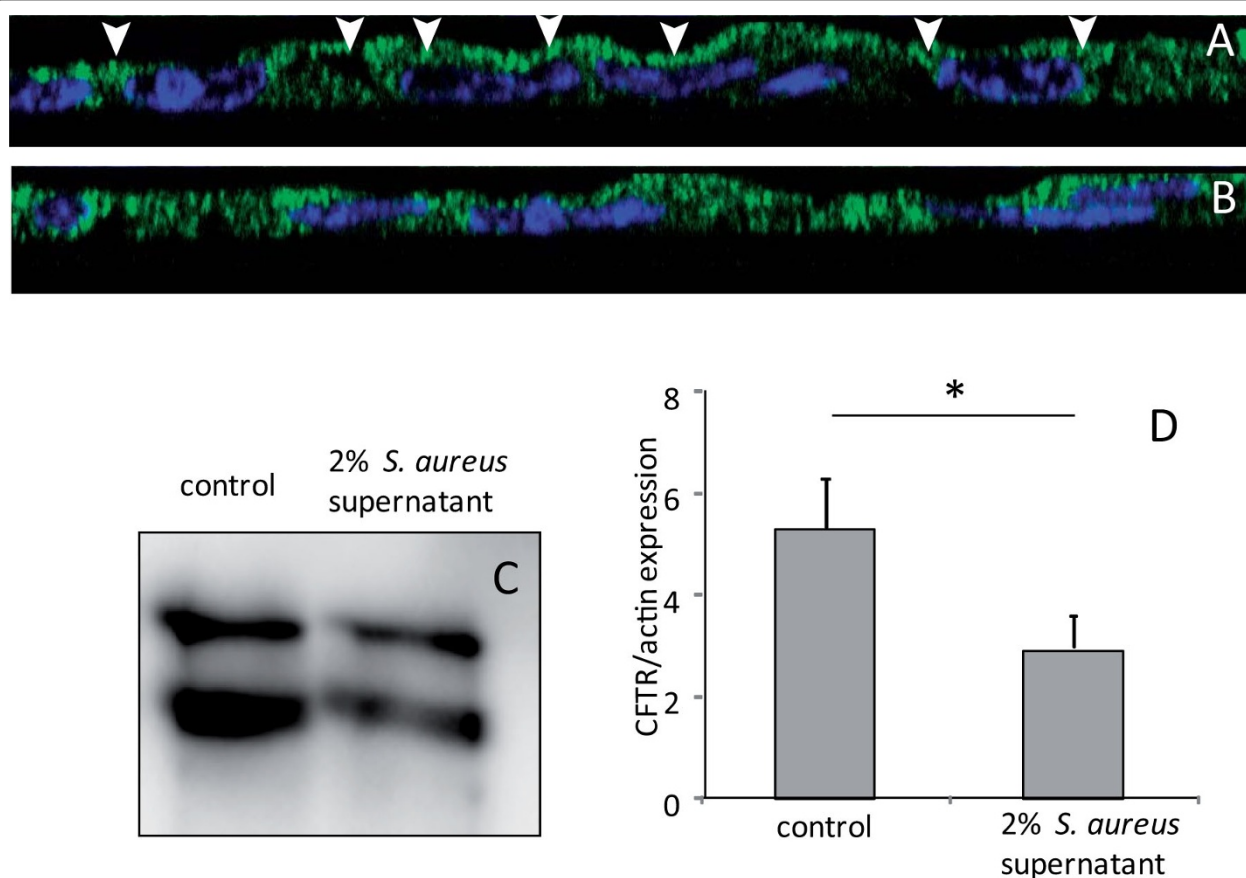 A
B
control
2% S. aureus
supernatant
C
*
D
CFTR/actin expression
8
6
4
2
0
control
2% S. aureus
supernatant